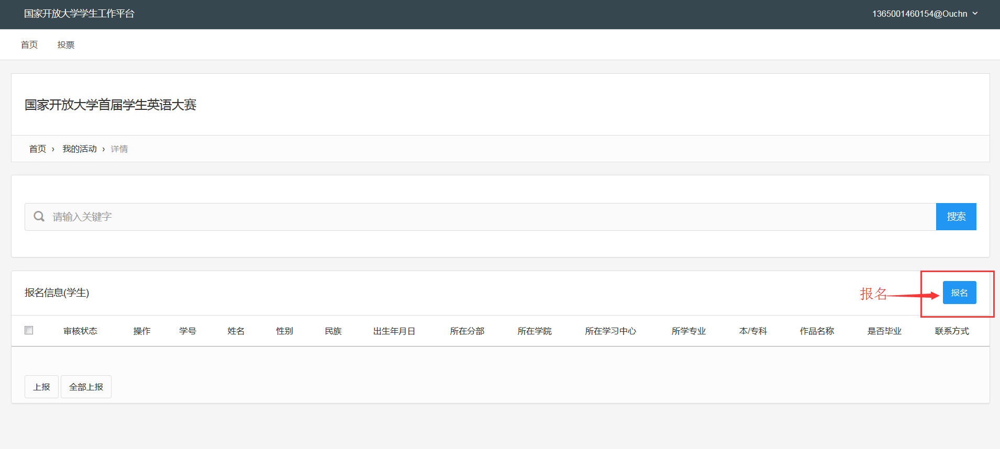 国家开放大学学生工作平台 1365001460154@Ouchn
首页 投票
国家开放大学首届学生英语大赛
首页 › 我的活动 › 详情
请输入关键字 搜索
报名信息(学生) 报名 报名
审核状态 操作 学号 姓名 性别 民族 出生年月日 所在分部 所在学院 所在学习中心 所学专业 本/专科 作品名称 是否毕业 联系方式
上报 全部上报